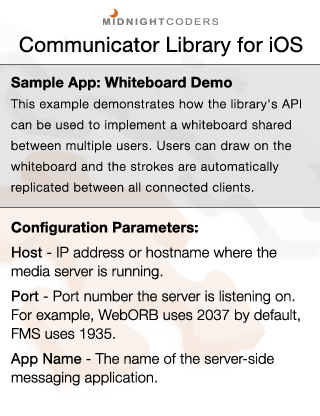 MIDNIGHTCODERS
Communicator Library for iOS
Sample App: Whiteboard Demo
This example demonstrates how the library's API
can be used to implement a whiteboard shared
between multiple users. Users can draw on the
whiteboard and the strokes are automatically
replicated between all connected clients.
Configuration Parameters:
Host - IP address or hostname where the
media server is running.
Port - Port number the server is listening on.
For example, WebORB uses 2037 by default,
FMS uses 1935.
App Name - The name of the server-side
messaging application.